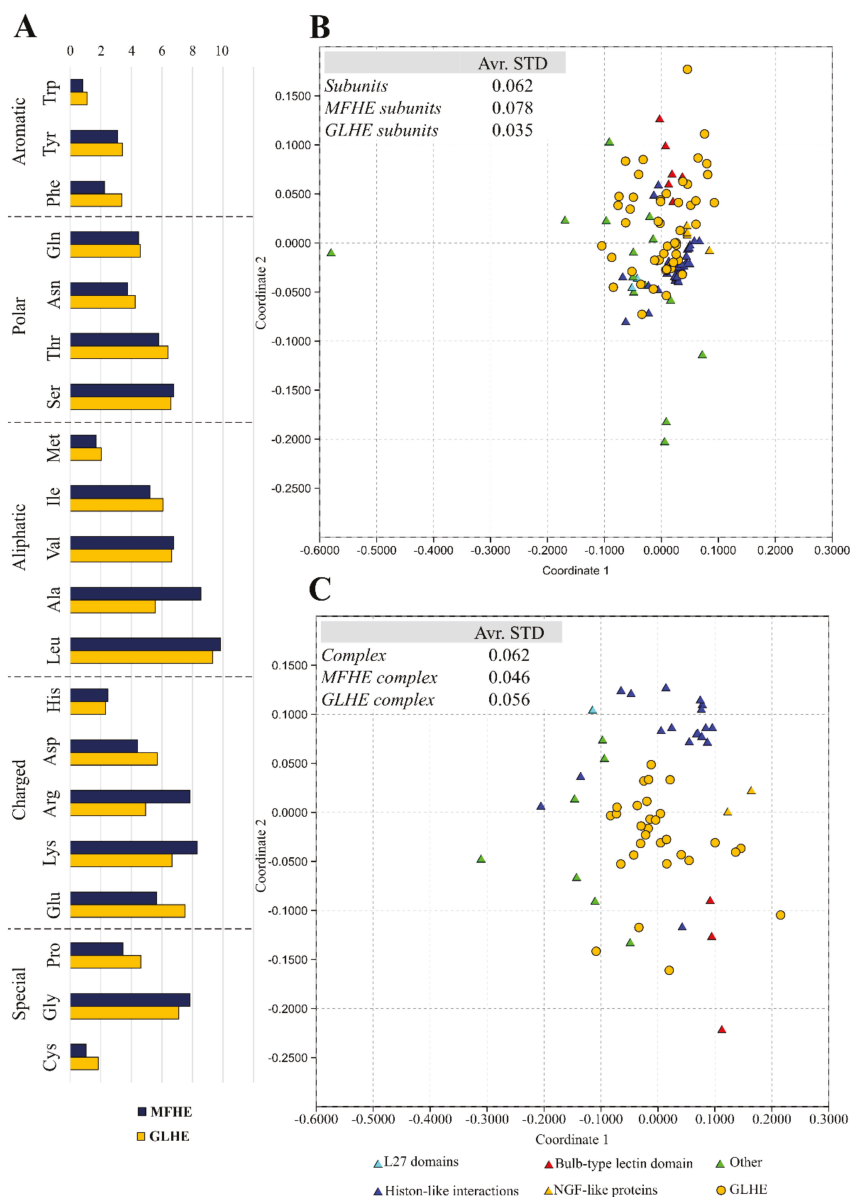 A
0 2 4 6 8 10
Aromatic
Trp
Tyr
Phe
Polar
Gln
Asn
Thr
Ser
Aliphatic
Met
Ile
Val
Ala
Leu
Charged
His
Asp
Arg
Lys
Glu
Special
Pro
Gly
Cys
MFHE
GLHE
B
Avr. STD
Subunits 0.062
MFHE subunits 0.078
GLHE subunits 0.035
Coordinate 2
0.1500
0.1000
0.0500
0.0000
-0.0500
-0.1000
-0.1500
-0.2000
-0.2500
-0.6000 -0.5000 -0.4000 -0.3000 -0.2000 -0.1000 0.0000 0.1000 0.2000 0.3000
Coordinate 1
C
Avr. STD
Complex 0.062
MFHE complex 0.046
GLHE complex 0.056
Coordinate 2
0.1500
0.1000
0.0500
0.0000
-0.0500
-0.1000
-0.1500
-0.2000
-0.2500
-0.6000 -0.5000 -0.4000 -0.3000 -0.2000 -0.1000 0.0000 0.1000 0.2000 0.3000
Coordinate 1
L27 domains
Bulb-type lectin domain
Other
Histon-like interactions
NGF-like proteins
GLHE